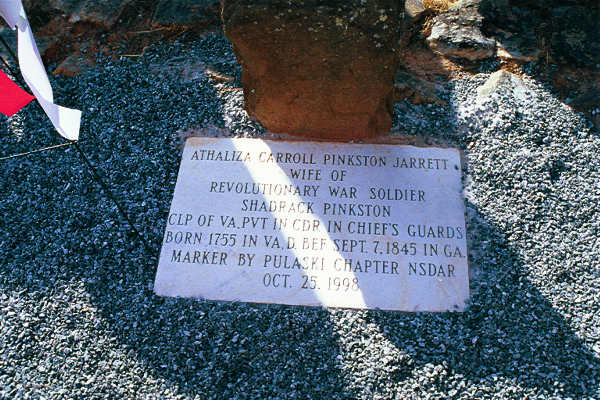 ATHALIZA CARROLL PINKSTON JARRETT
WIFE OF
REVOLUTIONARY WAR SOLDIER
SHADRACK PINKSTON
CLP OF VA. PVT IN CDR IN CHIEF'S GUARDS
BORN 1755 IN VA. D. BEF SEPT. 7, 1845 IN GA.
MARKER BY PULASKI CHAPTER NSDAR
OCT. 25, 1998